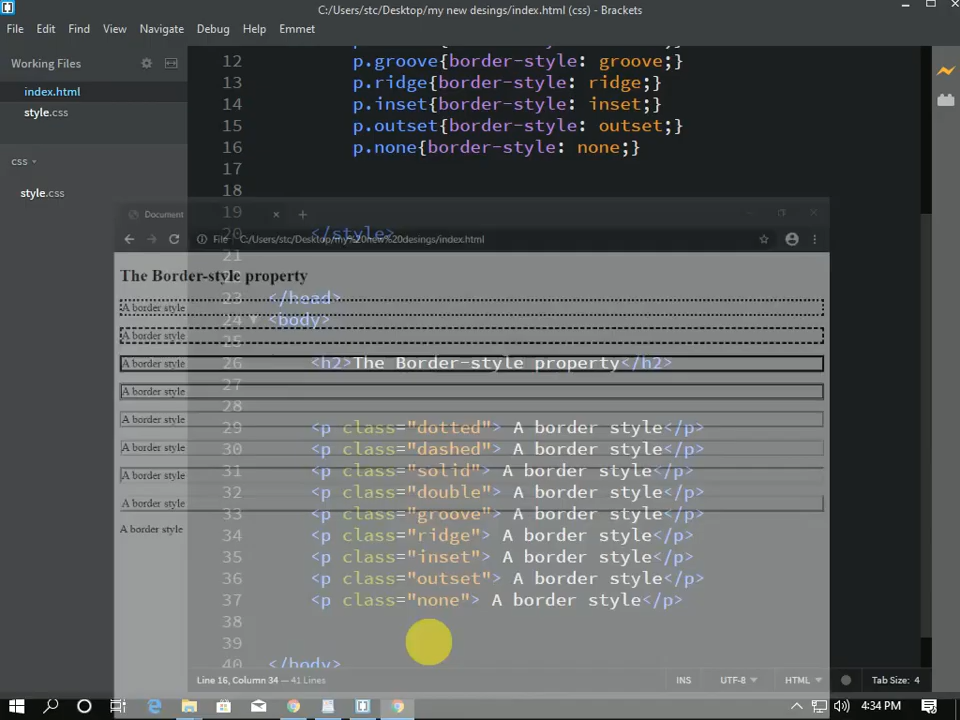 C:/Users/stc/Desktop/my new desings/index.html (css) - Brackets
File Edit Find View Navigate Debug Help Emmet
Working Files
index.html
style.css
css
style.css
12 p.groove{border-style: groove;}
13 p.ridge{border-style: ridge;}
14 p.inset{border-style: inset;}
15 p.outset{border-style: outset;}
16 p.none{border-style: none;}
17
18
19
20 </style>
21
22
23 </head>
24 <body>
25
26 <h2>The Border-style property</h2>
27
28
29 <p class="dotted"> A border style</p>
30 <p class="dashed"> A border style</p>
31 <p class="solid"> A border style</p>
32 <p class="double"> A border style</p>
33 <p class="groove"> A border style</p>
34 <p class="ridge"> A border style</p>
35 <p class="inset"> A border style</p>
36 <p class="outset"> A border style</p>
37 <p class="none"> A border style</p>
38
39
40 </body>
Document
File C:/Users/stc/Desktop/my%20new%20desings/index.html
The Border-style property
A border style
A border style
A border style
A border style
A border style
A border style
A border style
A border style
A border style
Line 16, Column 34 — 41 Lines
INS UTF-8 HTML Tab Size: 4
4:34 PM